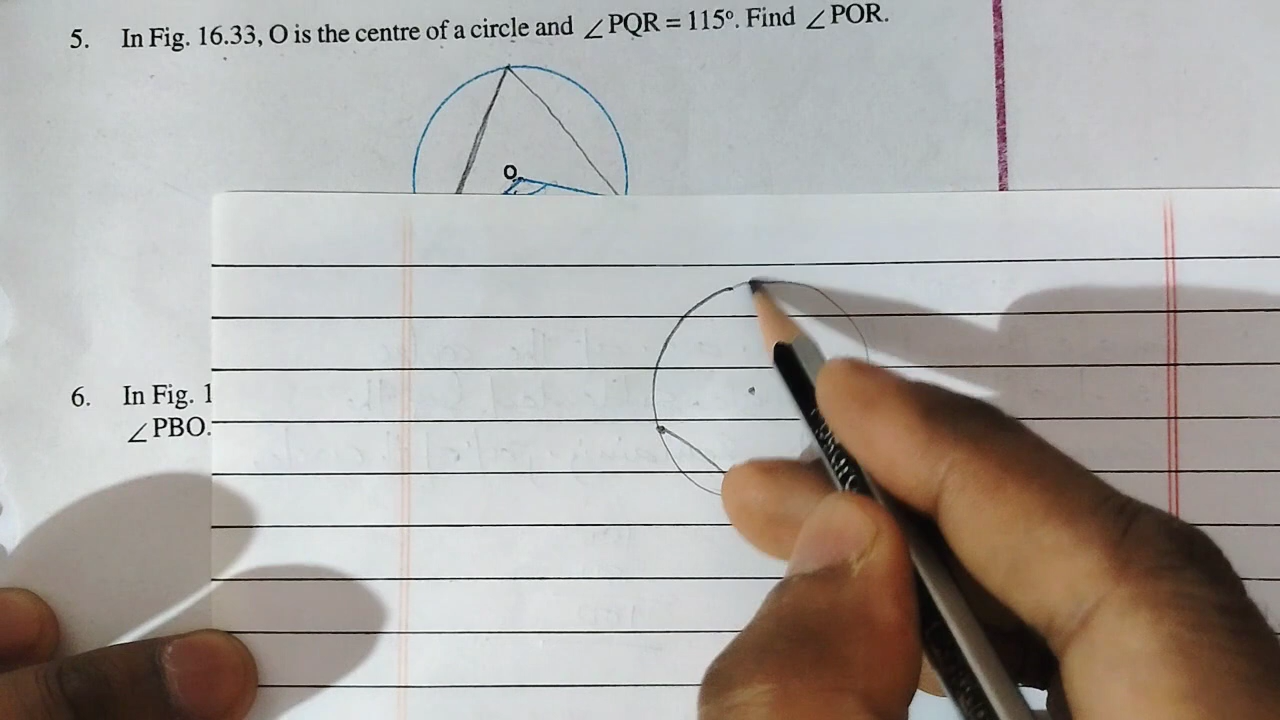 5. In Fig. 16.33, O is the centre of a circle and ∠PQR = 115°. Find ∠POR.
O
6. In Fig. 1
∠PBO.